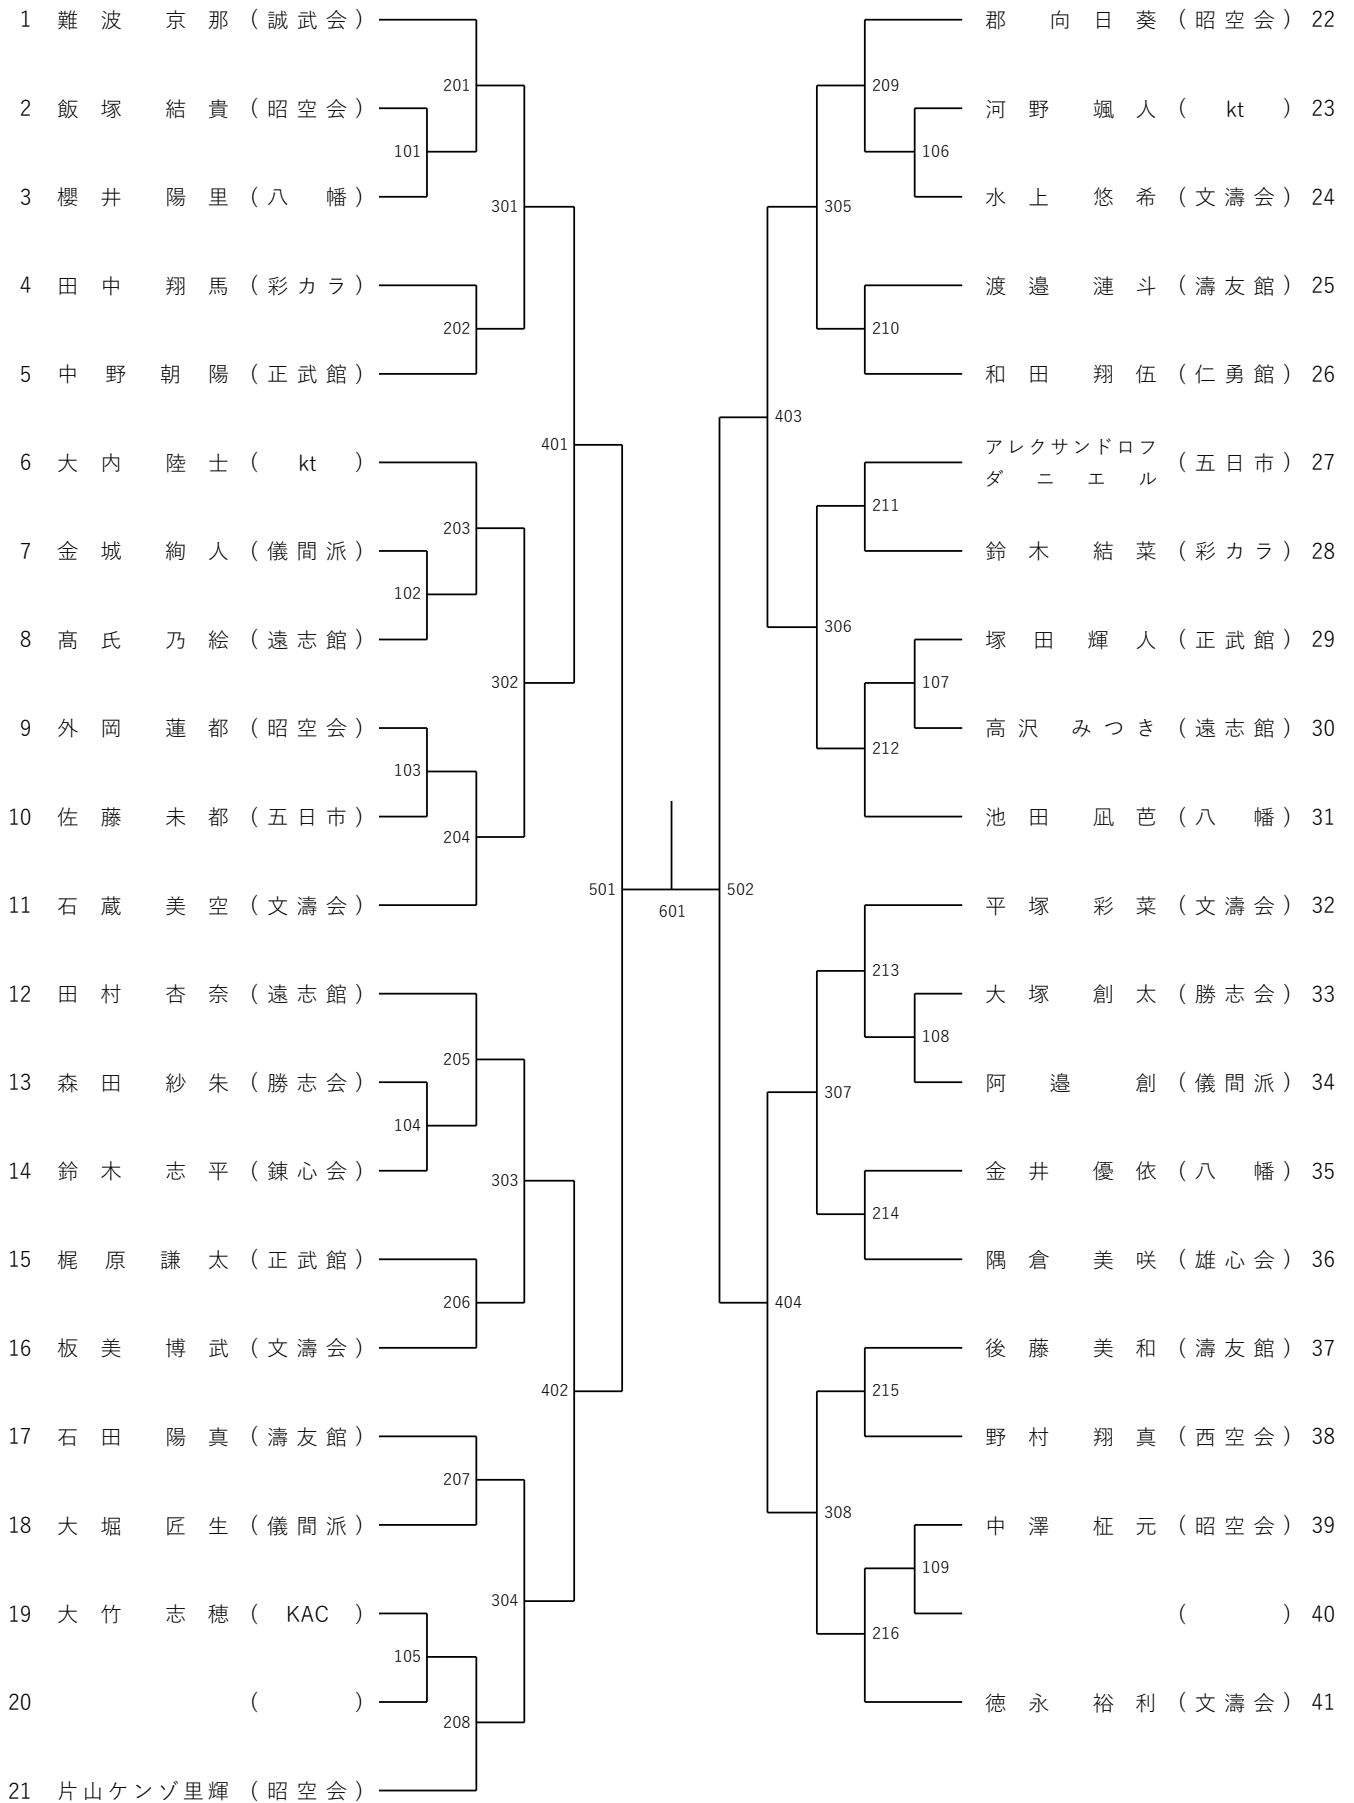 1 難波 京那 (誠武会)
201
2 飯塚 結貴 (昭空会)
101
3 櫻井 陽里 (八幡)
301
4 田中 翔馬 (彩カラ)
202
5 中野 朝陽 (正武館)
401
6 大内 陸士 (kt)
203
7 金城 絢人 (儀間派)
102
8 髙氏 乃絵 (遠志館)
302
9 外岡 蓮都 (昭空会)
103
10 佐藤 未都 (五日市)
204
501
11 石蔵 美空 (文濤会)
12 田村 杏奈 (遠志館)
205
13 森田 紗朱 (勝志会)
104
14 鈴木 志平 (錬心会)
303
15 梶原 謙太 (正武館)
206
16 板美 博武 (文濤会)
402
17 石田 陽真 (濤友館)
207
18 大堀 匠生 (儀間派)
304
19 大竹 志穂 (KAC)
105
20 ( )
208
21 片山ケンゾ里輝 (昭空会)
601
郡 向日葵 (昭空会) 22
209
河野 颯人 (kt) 23
106
水上 悠希 (文濤会) 24
305
渡邉 漣斗 (濤友館) 25
210
和田 翔伍 (仁勇館) 26
403
アレクサンドロフ
ダニエル (五日市) 27
211
鈴木 結菜 (彩カラ) 28
306
塚田 輝人 (正武館) 29
107
高沢 みつき (遠志館) 30
212
池田 凪芭 (八幡) 31
502
平塚 彩菜 (文濤会) 32
213
大塚 創太 (勝志会) 33
108
阿邉 創 (儀間派) 34
307
金井 優依 (八幡) 35
214
隅倉 美咲 (雄心会) 36
404
後藤 美和 (濤友館) 37
215
野村 翔真 (西空会) 38
308
中澤 柾元 (昭空会) 39
109
( ) 40
216
徳永 裕利 (文濤会) 41